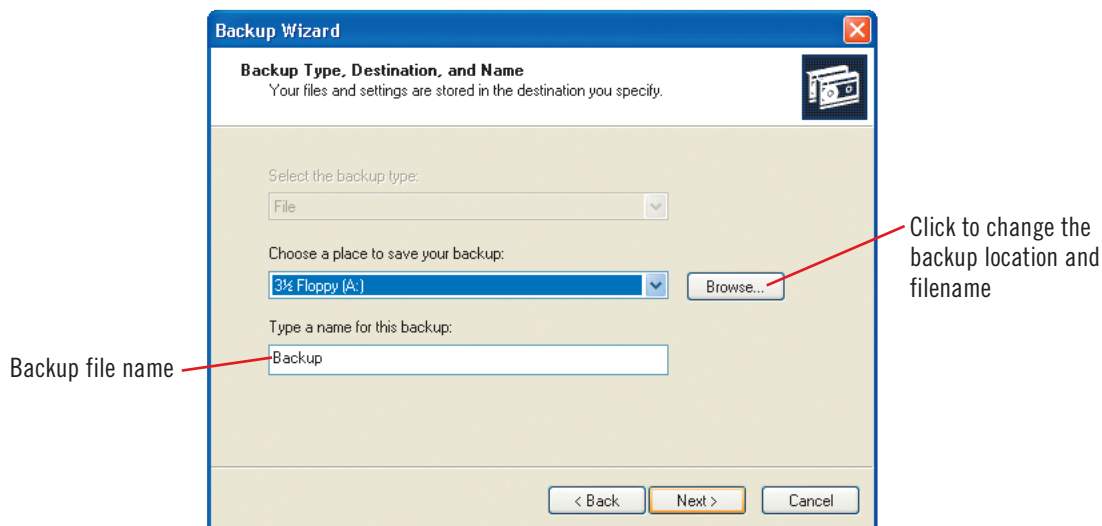 Backup Wizard
Backup Type, Destination, and Name
Your files and settings are stored in the destination you specify.
Select the backup type:
File
Choose a place to save your backup:
3½ Floppy (A:)
Browse...
Click to change the
backup location and
filename
Type a name for this backup:
Backup file name
Backup
< Back
Next >
Cancel